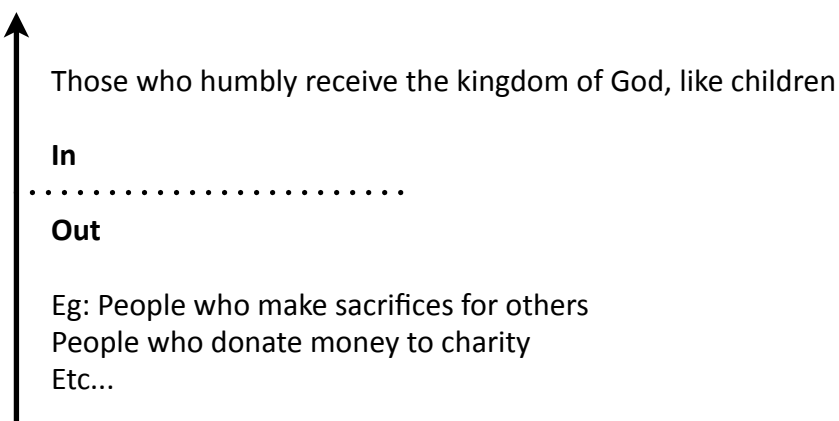 Those who humbly receive the kingdom of God, like children
In
Out
Eg: People who make sacrifices for others
People who donate money to charity
Etc...